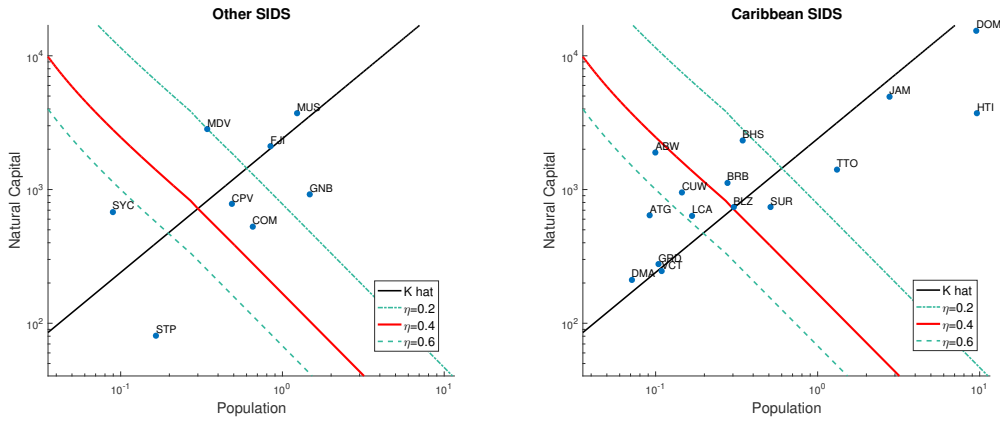 Other SIDS
Natural Capital
10^4
10^3
10^2
MUS
MDV
FJI
GNB
CPV
COM
SYC
STP
K hat
η=0.2
η=0.4
η=0.6
10^-1
10^0
10^1
Population
Caribbean SIDS
Natural Capital
10^4
10^3
10^2
DOM
JAM
HTI
BHS
ABW
TTO
BRB
CUW
BLZ
SUR
ATG
LCA
GRD
VCT
DMA
K hat
η=0.2
η=0.4
η=0.6
10^-1
10^0
10^1
Population